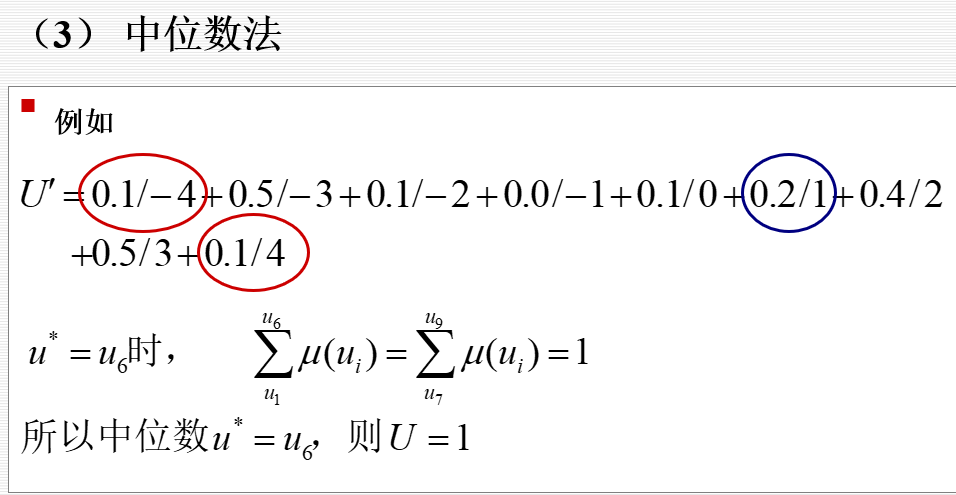 （3） 中位数法
例如
U′=0.1/−4+0.5/−3+0.1/−2+0.0/−1+0.1/0+0.2/1+0.4/2
+0.5/3+0.1/4
u*=u₆时， ∑_{u₁}^{u₆} μ(uᵢ)=∑_{u₇}^{u₉} μ(uᵢ)=1
所以中位数u*=u₆，则U=1